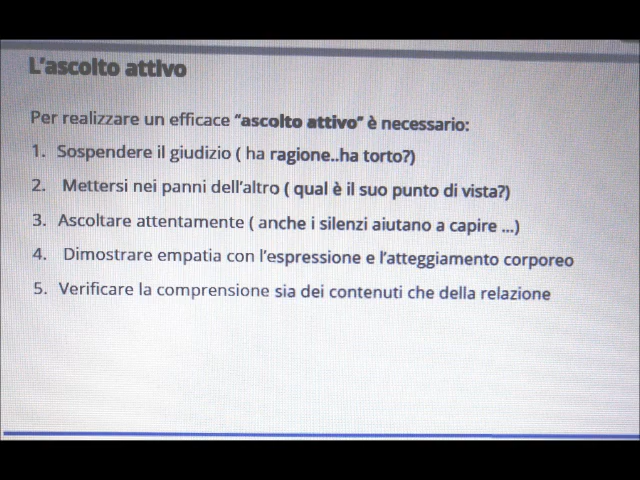 L'ascolto attivo
Per realizzare un efficace "ascolto attivo" è necessario:
1. Sospendere il giudizio ( ha ragione..ha torto?)
2. Mettersi nei panni dell'altro ( qual è il suo punto di vista?)
3. Ascoltare attentamente ( anche i silenzi aiutano a capire ...)
4. Dimostrare empatia con l'espressione e l'atteggiamento corporeo
5. Verificare la comprensione sia dei contenuti che della relazione